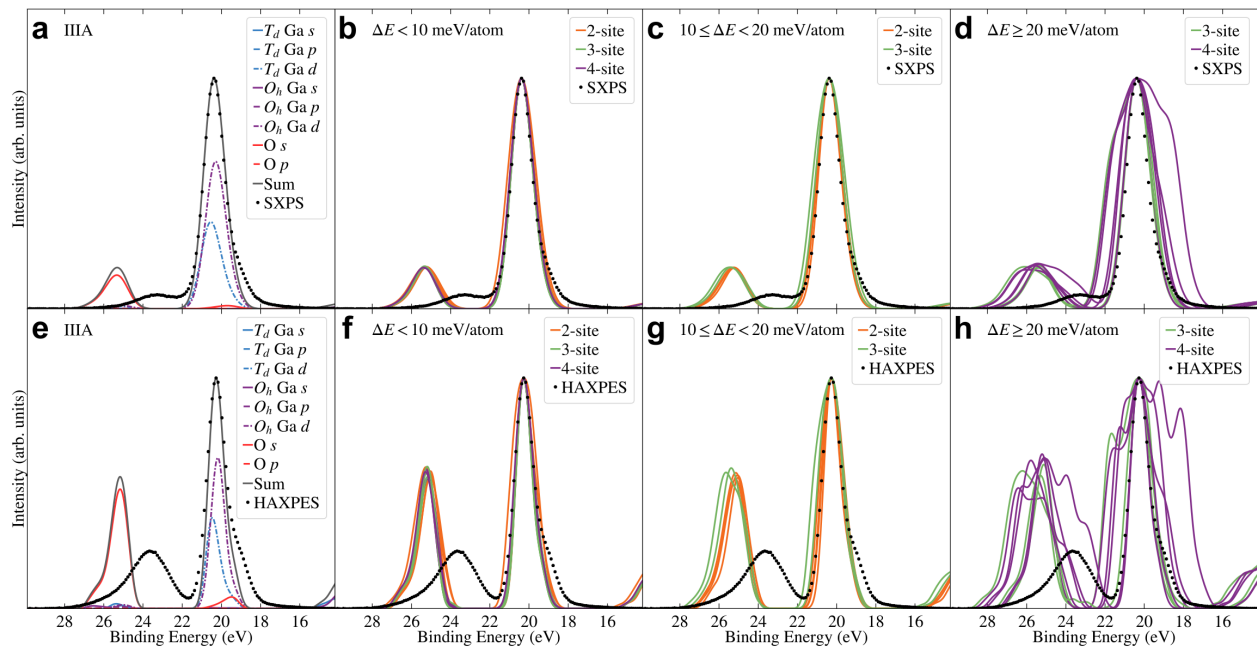 a IIIA
T_d Ga s
T_d Ga p
T_d Ga d
O_h Ga s
O_h Ga p
O_h Ga d
O s
O p
Sum
SXPS
b ΔE < 10 meV/atom
2-site
3-site
4-site
SXPS
c 10 ≤ ΔE < 20 meV/atom
2-site
3-site
SXPS
d ΔE ≥ 20 meV/atom
3-site
4-site
SXPS
Intensity (arb. units)
e IIIA
T_d Ga s
T_d Ga p
T_d Ga d
O_h Ga s
O_h Ga p
O_h Ga d
O s
O p
Sum
HAXPES
f ΔE < 10 meV/atom
2-site
3-site
4-site
HAXPES
g 10 ≤ ΔE < 20 meV/atom
2-site
3-site
HAXPES
h ΔE ≥ 20 meV/atom
3-site
4-site
HAXPES
Intensity (arb. units)
28 26 24 22 20 18 16
28 26 24 22 20 18 16
28 26 24 22 20 18 16
28 26 24 22 20 18 16
Binding Energy (eV)
Binding Energy (eV)
Binding Energy (eV)
Binding Energy (eV)